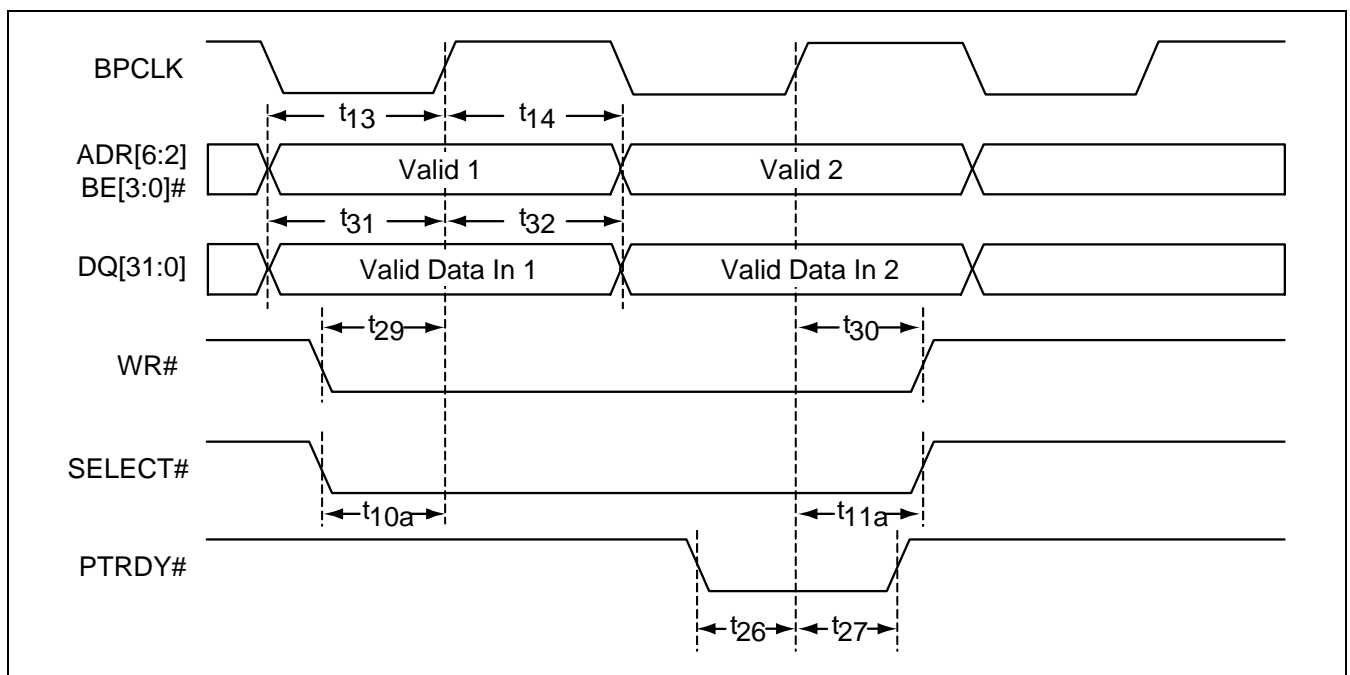 BPCLK
t13 t14
ADR[6:2]
BE[3:0]#
Valid 1 Valid 2
t31 t32
DQ[31:0] Valid Data In 1 Valid Data In 2
t29 t30
WR#
SELECT#
t10a t11a
PTRDY#
t26 t27